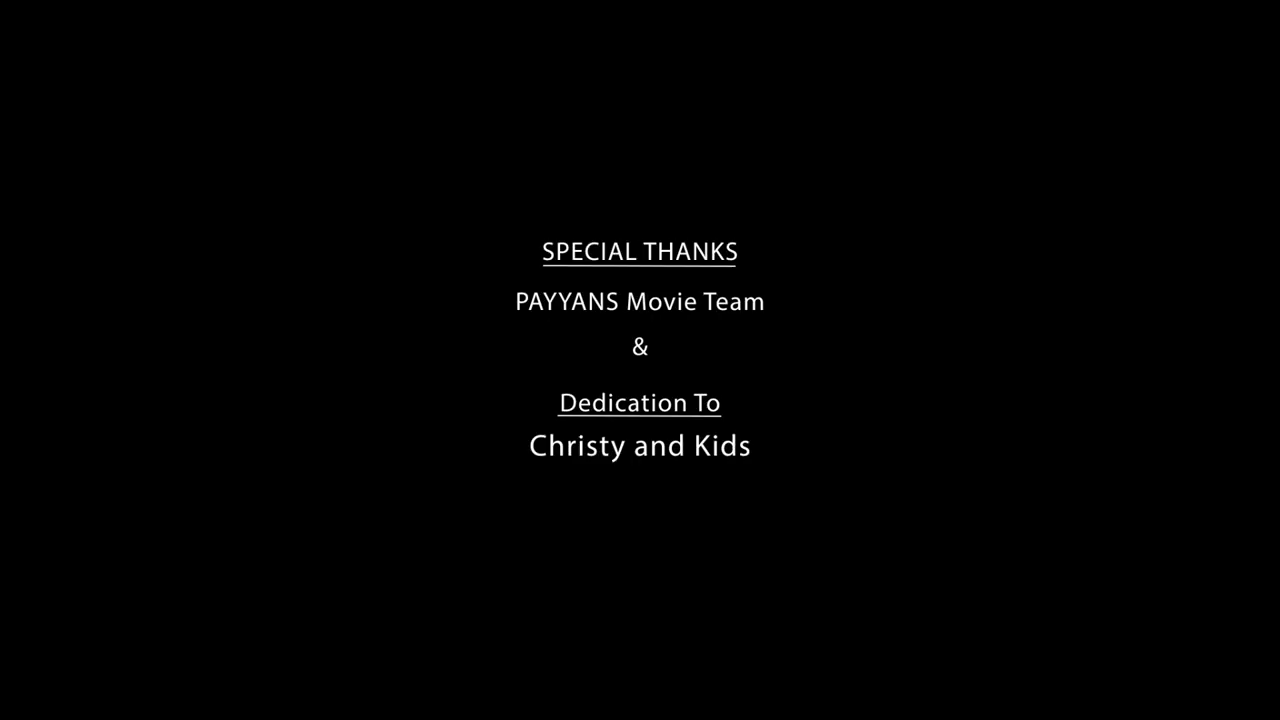 SPECIAL THANKS
PAYYANS Movie Team
&
Dedication To
Christy and Kids